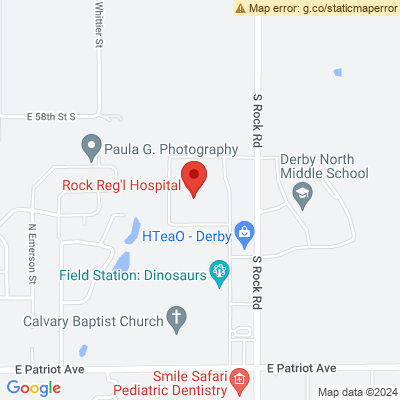 Map error: g.co/staticmaperror
Whittier St
E 58th St S
S Rock Rd
Paula G. Photography
Derby North
Middle School
Rock Reg'l Hospital
N Emerson St
HTeaO - Derby
S Rock Rd
Field Station: Dinosaurs
Calvary Baptist Church
E Patriot Ave
E Patriot Ave
Smile Safari
Pediatric Dentistry
Google
Map data ©2024